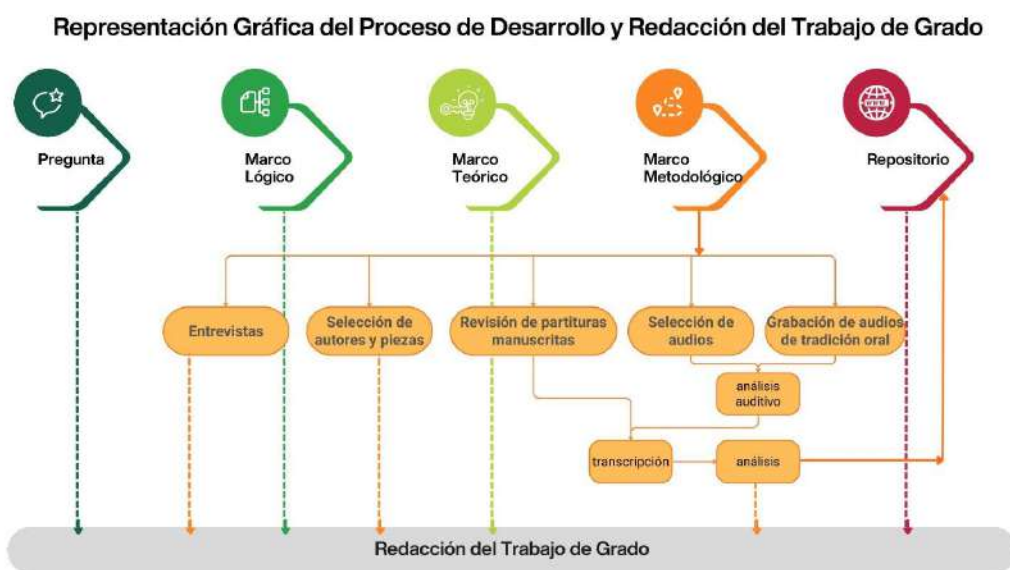 Representación Gráfica del Proceso de Desarrollo y Redacción del Trabajo de Grado
Pregunta
Marco
Lógico
Marco
Teórico
Marco
Metodológico
WWW
Repositorio
Entrevistas
Selección de
autores y piezas
Revisión de partituras
manuscritas
Selección de
audios
Grabación de audios
de tradición oral
análisis
auditivo
transcripción
análisis
Redacción del Trabajo de Grado